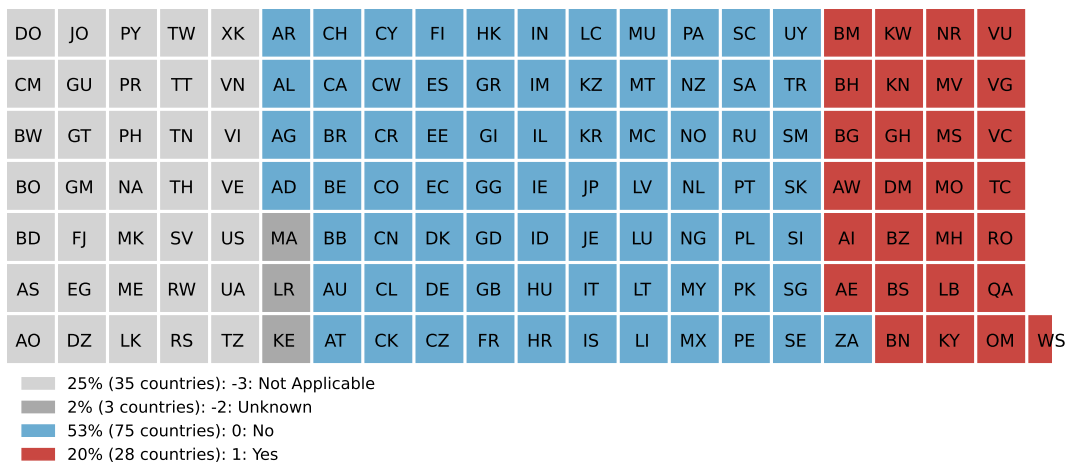 DO JO PY TW XK AR CH CY FI HK IN LC MU PA SC UY BM KW NR VU
CM GU PR TT VN AL CA CW ES GR IM KZ MT NZ SA TR BH KN MV VG
BW GT PH TN VI AG BR CR EE GI IL KR MC NO RU SM BG GH MS VC
BO GM NA TH VE AD BE CO EC GG IE JP LV NL PT SK AW DM MO TC
BD FJ MK SV US MA BB CN DK GD ID JE LU NG PL SI AI BZ MH RO
AS EG ME RW UA LR AU CL DE GB HU IT LT MY PK SG AE BS LB QA
AO DZ LK RS TZ KE AT CK CZ FR HR IS LI MX PE SE ZA BN KY OM WS
25% (35 countries): -3: Not Applicable
2% (3 countries): -2: Unknown
53% (75 countries): 0: No
20% (28 countries): 1: Yes